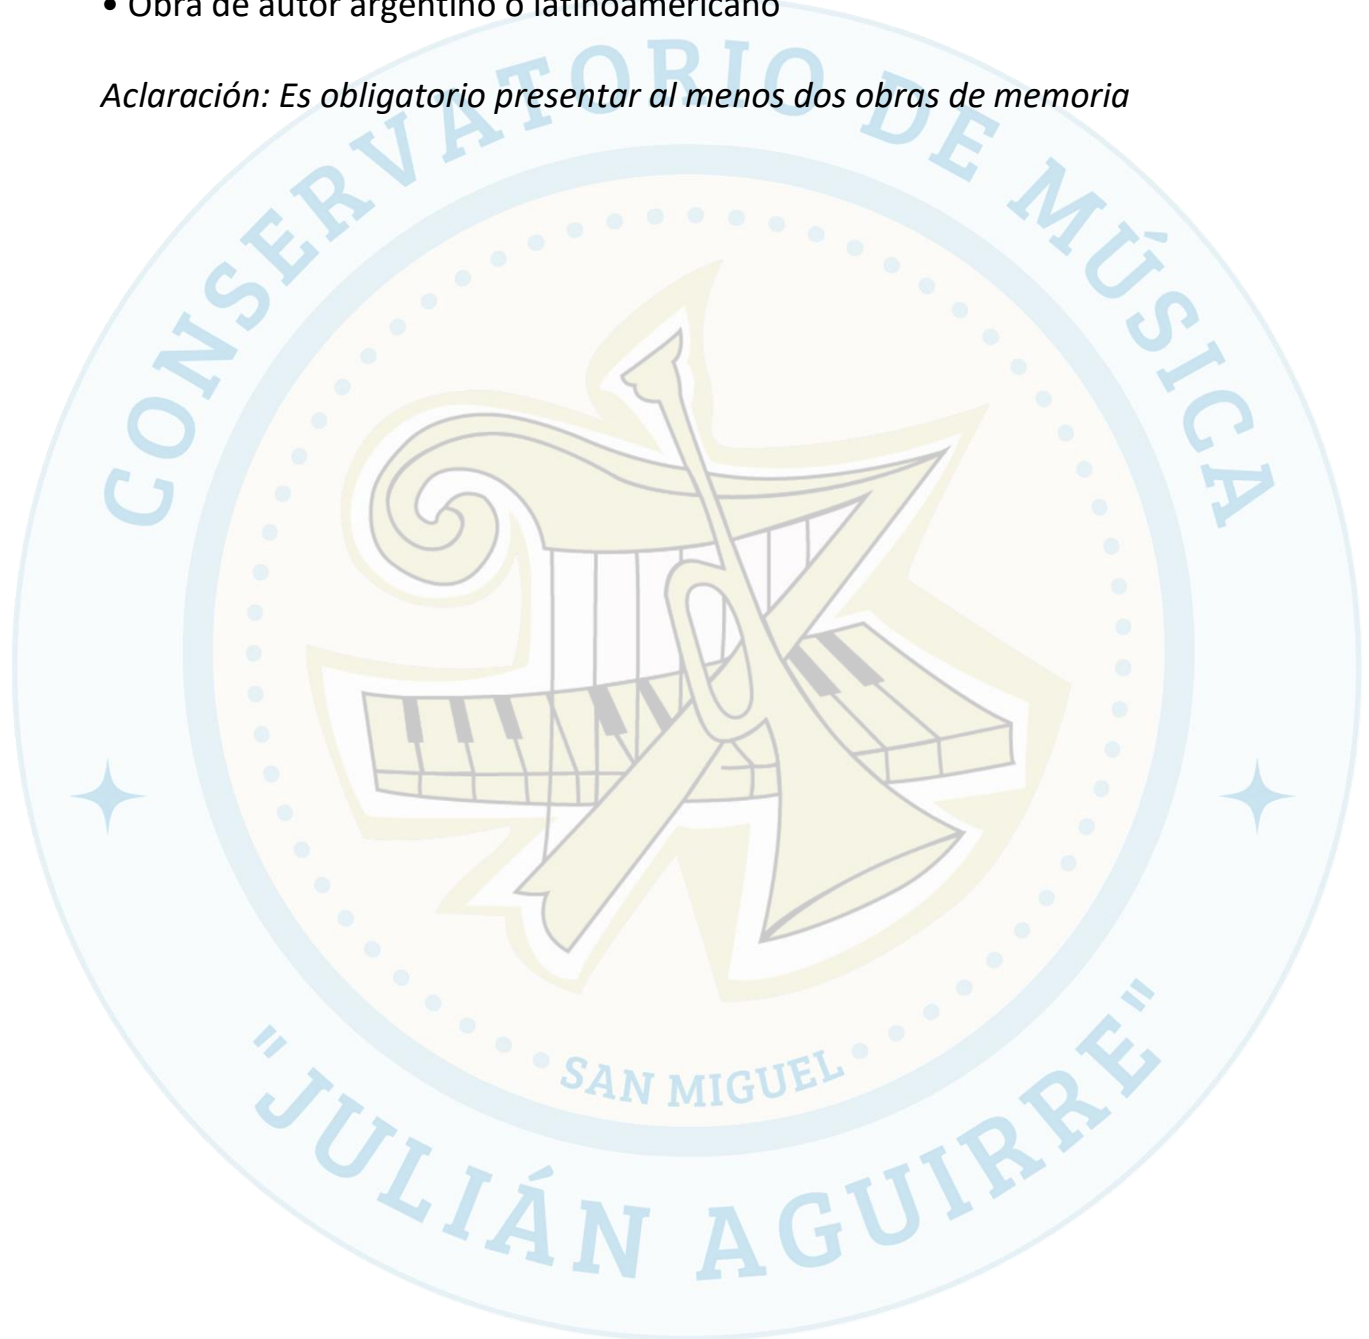 • Obra de autor argentino o latinoamericano
Aclaración: Es obligatorio presentar al menos dos obras de memoria
CONSERVATORIO DE MÚSICA
SAN MIGUEL
"JULIÁN AGUIRRE"